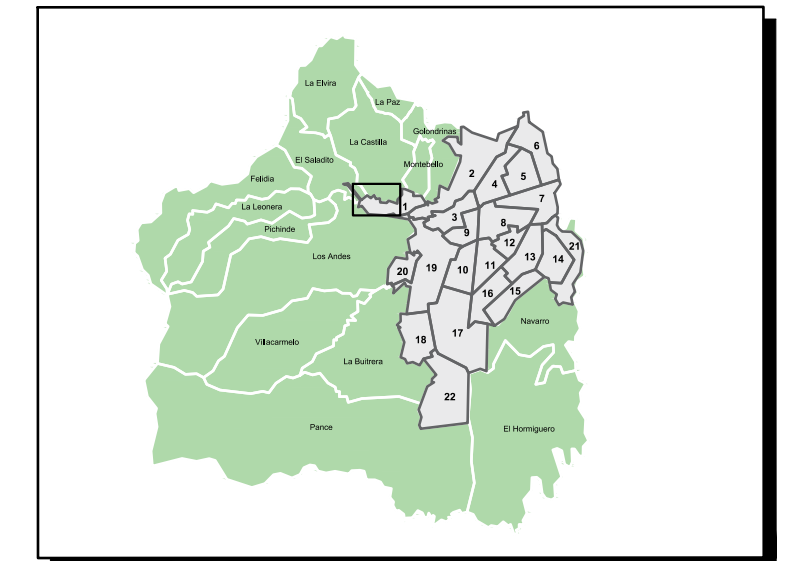 La Elvira
La Paz
Golondrinas
La Castilla
6
El Saladito
Montebello
2
5
4
Felidia
7
La Leonera
1
3
8
Pichinde
9
12
21
Los Andes
13
14
20
19
10
11
16
15
Navarro
17
18
Villacarmelo
La Buitrera
22
Pance
El Hormiguero